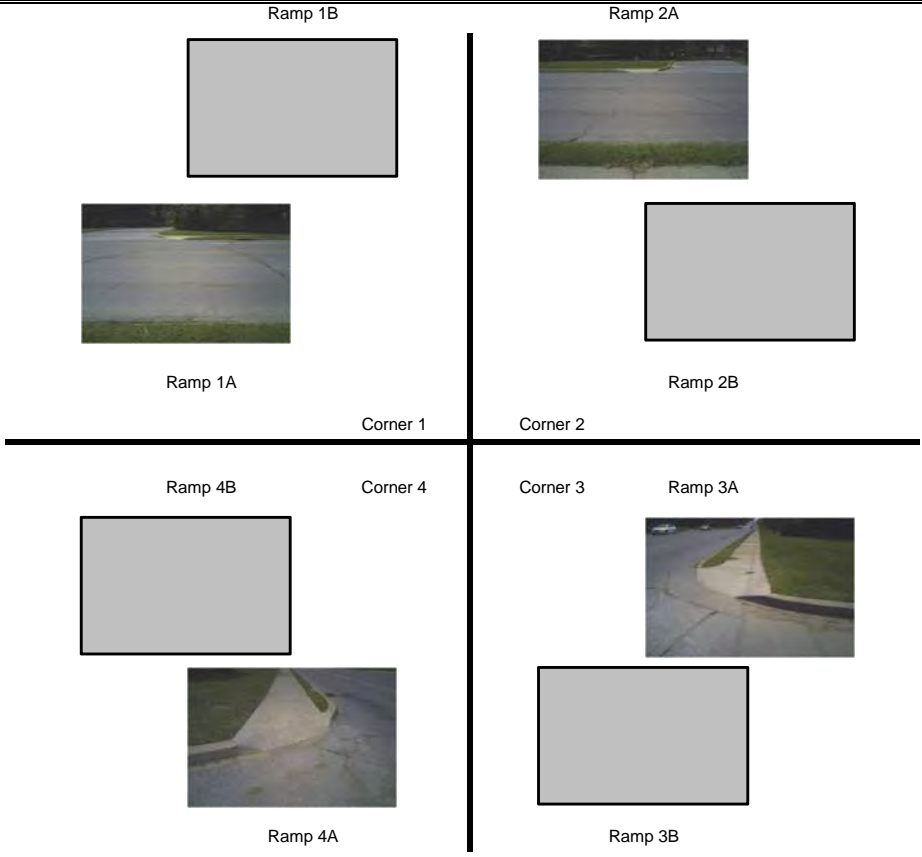 Ramp 1B
Ramp 2A
Ramp 1A
Ramp 2B
Corner 1
Corner 2
Ramp 4B
Corner 4
Corner 3
Ramp 3A
Ramp 4A
Ramp 3B